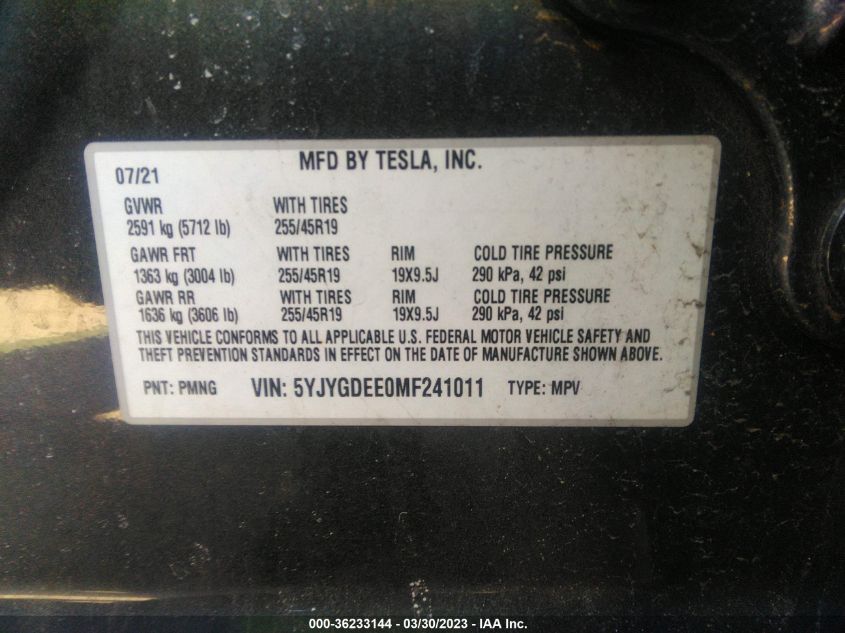 MFD BY TESLA, INC.
07/21
GVWR WITH TIRES
2591 kg (5712 lb) 255/45R19
GAWR FRT WITH TIRES RIM COLD TIRE PRESSURE
1363 kg (3004 lb) 255/45R19 19X9.5J 290 kPa, 42 psi
GAWR RR WITH TIRES RIM COLD TIRE PRESSURE
1636 kg (3606 lb) 255/45R19 19X9.5J 290 kPa, 42 psi
THIS VEHICLE CONFORMS TO ALL APPLICABLE U.S. FEDERAL MOTOR VEHICLE SAFETY AND
THEFT PREVENTION STANDARDS IN EFFECT ON THE DATE OF MANUFACTURE SHOWN ABOVE.
PNT: PMNG VIN: 5YJYGDEE0MF241011 TYPE: MPV
000-36233144 - 03/30/2023 - IAA Inc.